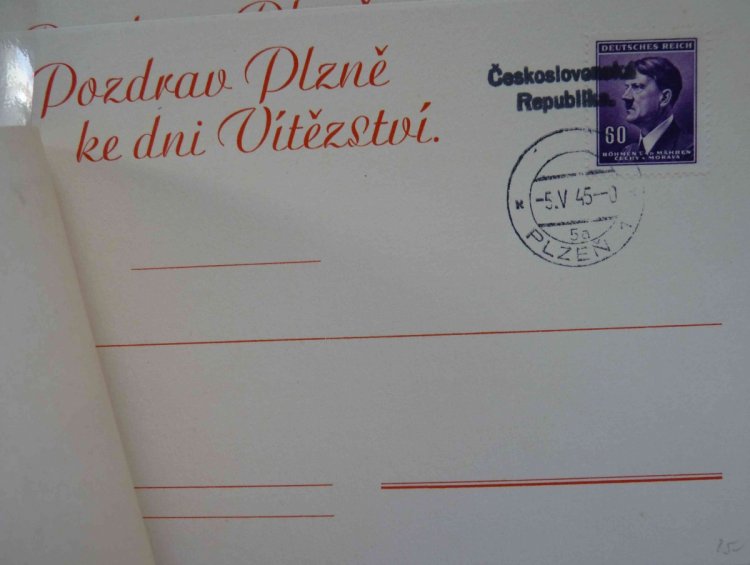 Pozdrav Plzně
ke dni Vítězství.
Československá
Republika.
DEUTSCHES REICH
60
BÖHMEN U. MÄHREN
ČECHY A MORAVA
-5.V 45-0
5a
PLZEŇ 1